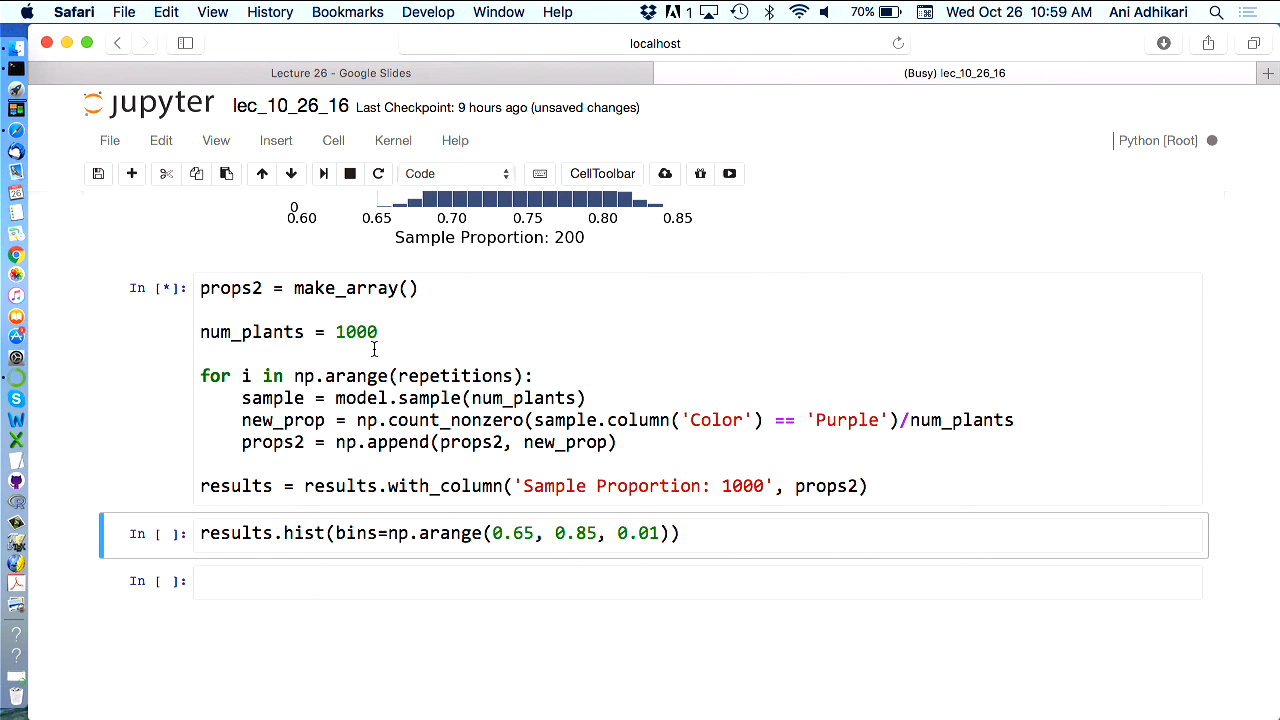 Safari File Edit View History Bookmarks Develop Window Help 1 70% Wed Oct 26 10:59 AM Ani Adhikari
localhost
Lecture 26 - Google Slides (Busy) lec_10_26_16
jupyter lec_10_26_16 Last Checkpoint: 9 hours ago (unsaved changes)
File Edit View Insert Cell Kernel Help Python [Root]
Code CellToolbar
0
0.60 0.65 0.70 0.75 0.80 0.85
Sample Proportion: 200
In [*]: props2 = make_array()
num_plants = 1000
for i in np.arange(repetitions):
sample = model.sample(num_plants)
new_prop = np.count_nonzero(sample.column('Color') == 'Purple')/num_plants
props2 = np.append(props2, new_prop)
results = results.with_column('Sample Proportion: 1000', props2)
In [ ]: results.hist(bins=np.arange(0.65, 0.85, 0.01))
In [ ]: